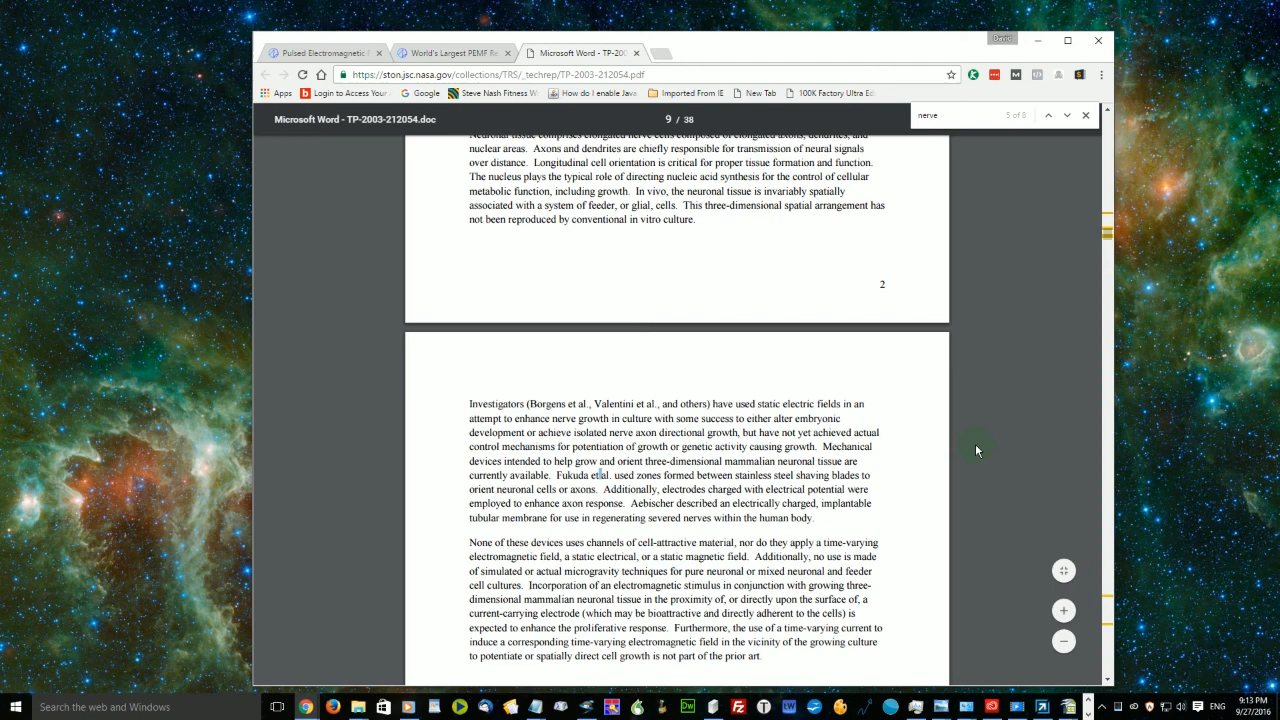 David
Pulsed Electromagnetic f
World's Largest PEMF Re
Microsoft Word - TP-200
https://ston.jsc.nasa.gov/collections/TRS/_techrep/TP-2003-212054.pdf
Apps
Login to Access Your
Google
Steve Nash Fitness W
How do I enable Java
Imported From IE
New Tab
100K Factory Ultra Ed
Microsoft Word - TP-2003-212054.doc
9 / 38
nerve
5 of 8
Neuronal tissue comprises elongated nerve cells composed of elongated axons, dendrites, and
nuclear areas. Axons and dendrites are chiefly responsible for transmission of neural signals
over distance. Longitudinal cell orientation is critical for proper tissue formation and function.
The nucleus plays the typical role of directing nucleic acid synthesis for the control of cellular
metabolic function, including growth. In vivo, the neuronal tissue is invariably spatially
associated with a system of feeder, or glial, cells. This three-dimensional spatial arrangement has
not been reproduced by conventional in vitro culture.
2
Investigators (Borgens et al., Valentini et al., and others) have used static electric fields in an
attempt to enhance nerve growth in culture with some success to either alter embryonic
development or achieve isolated nerve axon directional growth, but have not yet achieved actual
control mechanisms for potentiation of growth or genetic activity causing growth. Mechanical
devices intended to help grow and orient three-dimensional mammalian neuronal tissue are
currently available. Fukuda et al. used zones formed between stainless steel shaving blades to
orient neuronal cells or axons. Additionally, electrodes charged with electrical potential were
employed to enhance axon response. Aebischer described an electrically charged, implantable
tubular membrane for use in regenerating severed nerves within the human body.
None of these devices uses channels of cell-attractive material, nor do they apply a time-varying
electromagnetic field, a static electrical, or a static magnetic field. Additionally, no use is made
of simulated or actual microgravity techniques for pure neuronal or mixed neuronal and feeder
cell cultures. Incorporation of an electromagnetic stimulus in conjunction with growing three-
dimensional mammalian neuronal tissue in the proximity of, or directly upon the surface of, a
current-carrying electrode (which may be bioattractive and directly adherent to the cells) is
expected to enhance the proliferative response. Furthermore, the use of a time-varying current to
induce a corresponding time-varying electromagnetic field in the vicinity of the growing culture
to potentiate or spatially direct cell growth is not part of the prior art.
Search the web and Windows
ENG
9:13 PM
9/27/2016